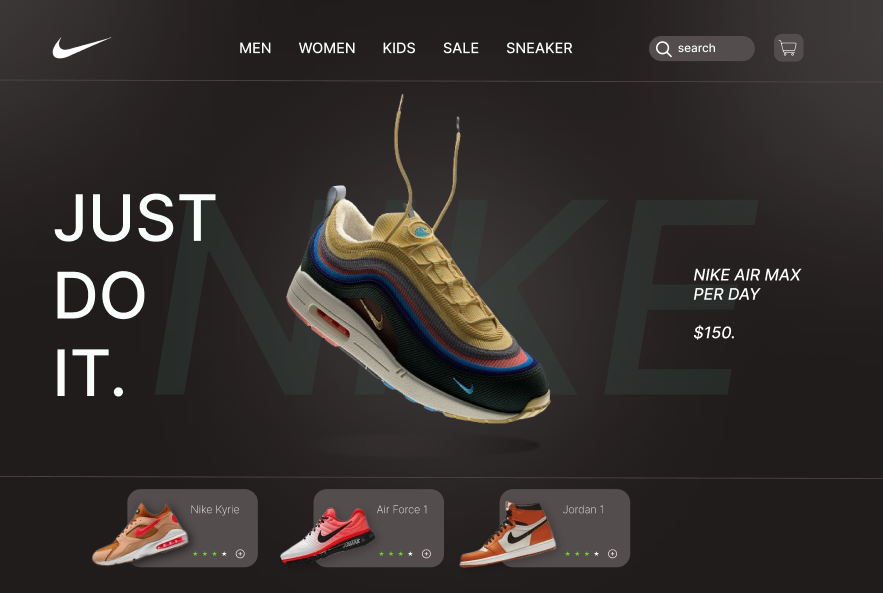 MEN WOMEN KIDS SALE SNEAKER search
JUST
DO
IT.
NIKE
NIKE AIR MAX
PER DAY
$150.
Nike Kyrie
Air Force 1
Jordan 1